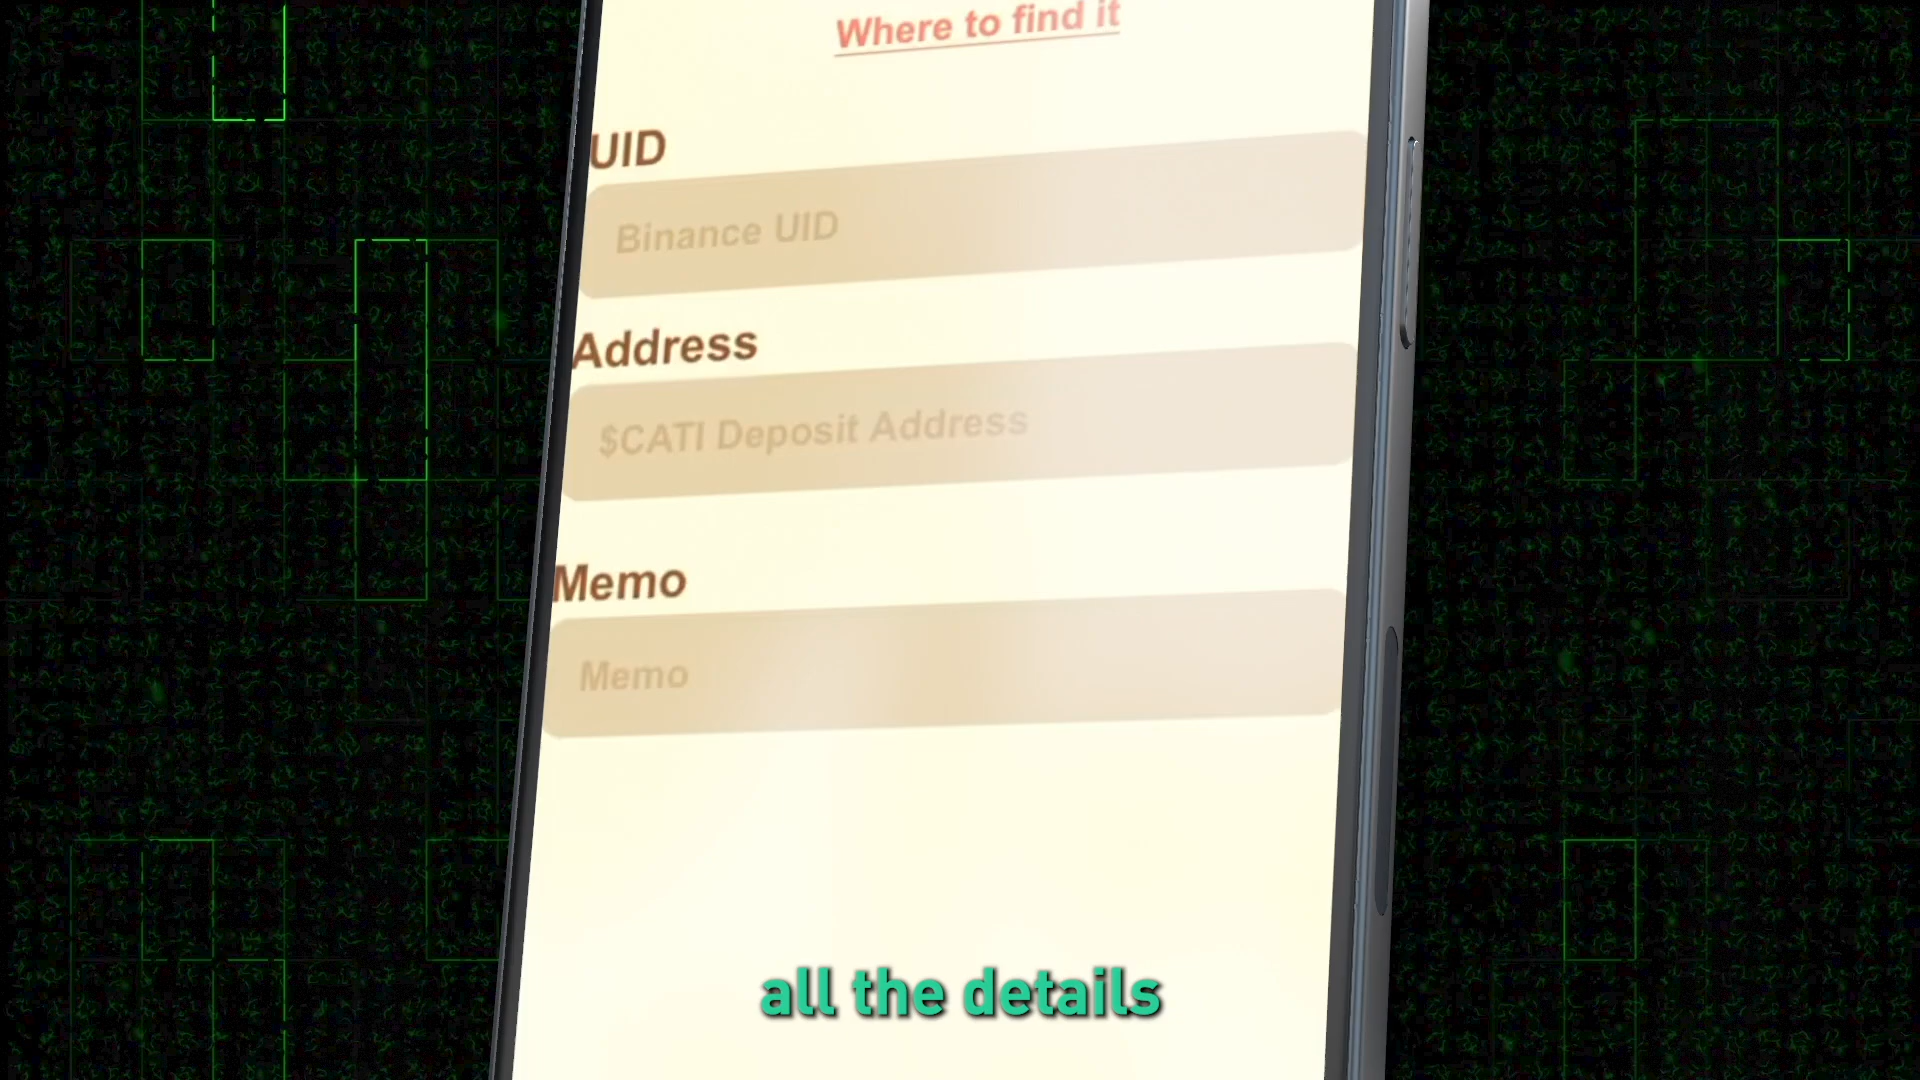 Where to find it
UID
Binance UID
Address
$CATI Deposit Address
Memo
Memo
all the details